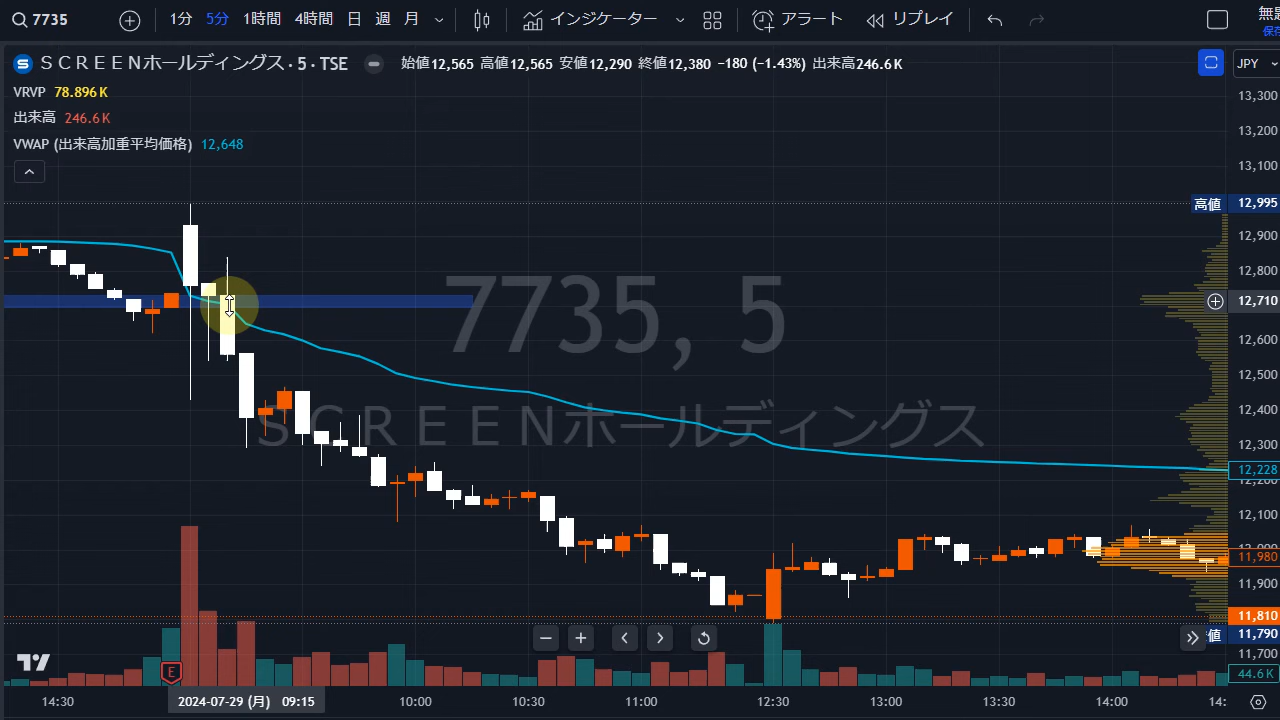 7735 1分 5分 1時間 4時間 日 週 月 インジケーター アラート リプレイ
ＳＣＲＥＥＮホールディングス · 5 · TSE 始値12,565 高値12,565 安値12,290 終値12,380 −180 (−1.43%) 出来高246.6 K JPY
VRVP 78.896 K
出来高 246.6 K
VWAP (出来高加重平均価格) 12,648
13,300
13,200
13,100
高値 12,995
12,900
12,800
12,710
12,600
12,500
12,400
12,300
12,228
12,100
11,980
11,900
11,810
値 11,790
11,700
44.6 K
7735, 5
ＳＣＲＥＥＮホールディングス
E
14:30 2024-07-29 (月) 09:15 10:00 10:30 11:00 12:30 13:00 13:30 14:00